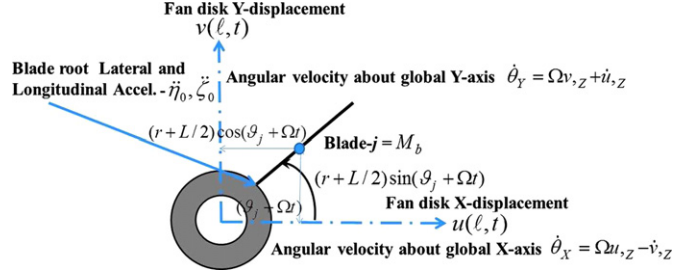 Fan disk Y-displacement
v(ℓ,t)
Blade root Lateral and
Longitudinal Accel.- η̈₀, ζ̈₀
Angular velocity about global Y-axis θ̇_Y = Ωv,_Z + u̇,_Z
(r + L/2)cos(ϑ_j + Ωt)
Blade-j = M_b
(r + L/2)sin(ϑ_j + Ωt)
(ϑ_j + Ωt)
Fan disk X-displacement
u(ℓ,t)
Angular velocity about global X-axis θ̇_X = Ωu,_Z − v̇,_Z